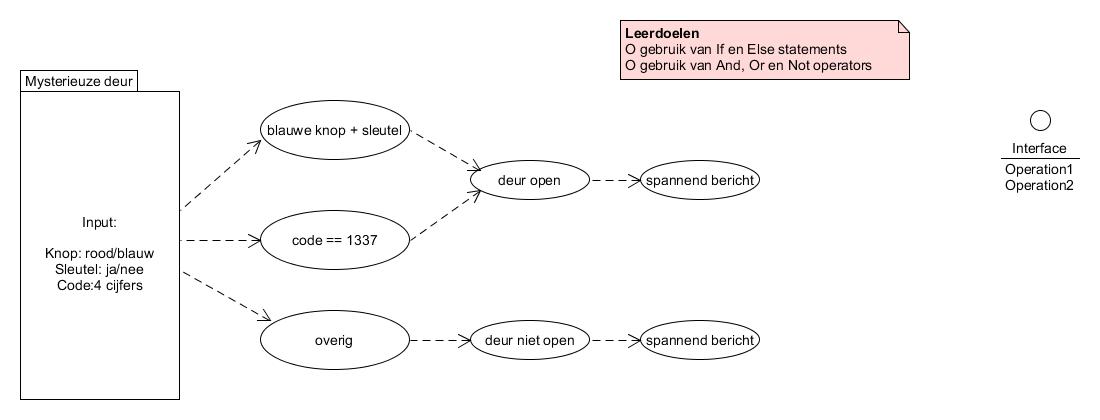 Leerdoelen
O gebruik van If en Else statements
O gebruik van And, Or en Not operators
Mysterieuze deur
Input:
Knop: rood/blauw
Sleutel: ja/nee
Code:4 cijfers
blauwe knop + sleutel
code == 1337
overig
deur open
spannend bericht
deur niet open
spannend bericht
Interface
Operation1
Operation2